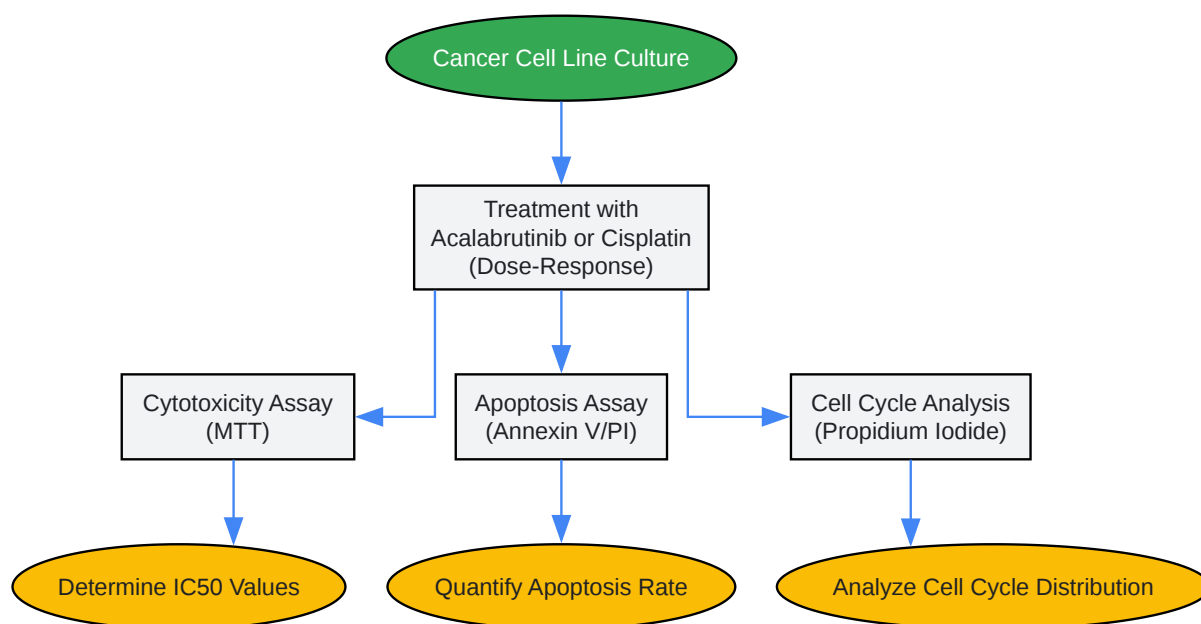 Cancer Cell Line Culture
Treatment with
Acalabrutinib or Cisplatin
(Dose-Response)
Cytotoxicity Assay
(MTT)
Apoptosis Assay
(Annexin V/PI)
Cell Cycle Analysis
(Propidium Iodide)
Determine IC50 Values
Quantify Apoptosis Rate
Analyze Cell Cycle Distribution